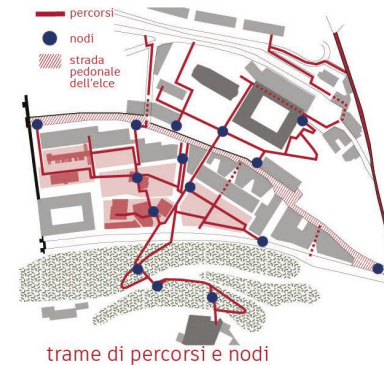 percorsi
nodi
strada
pedonale
dell'elce
trame di percorsi e nodi